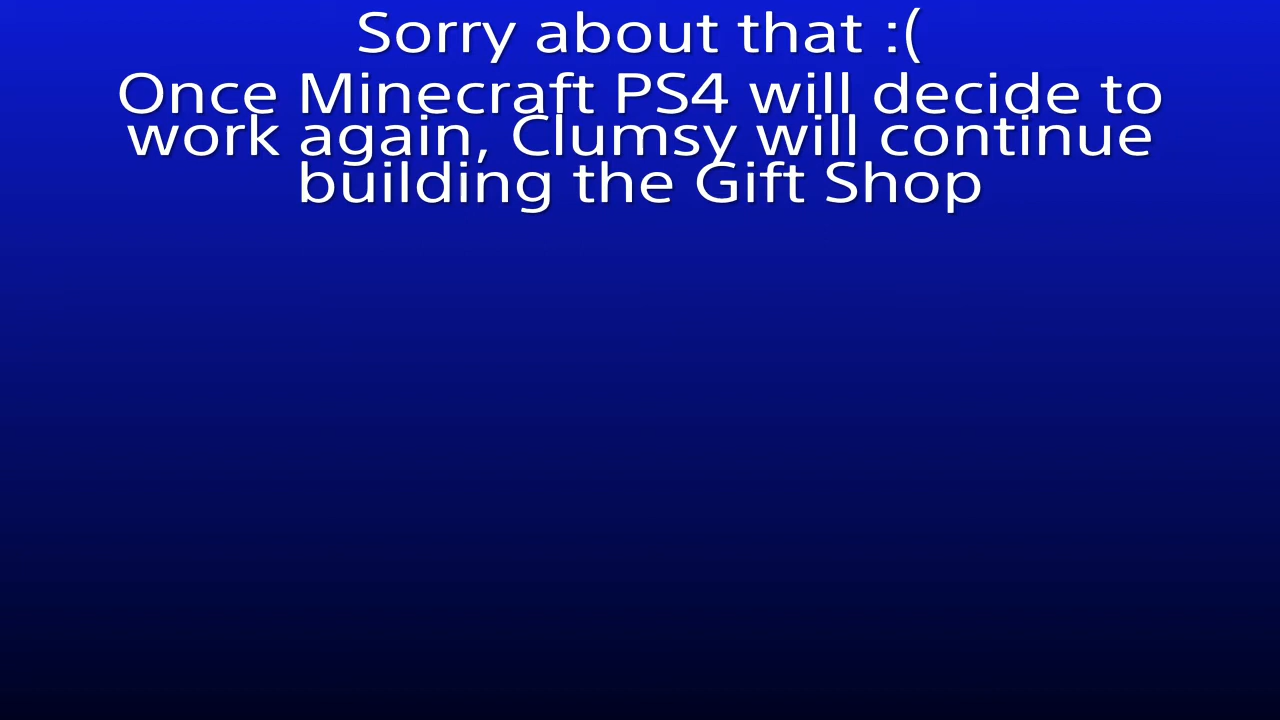 Sorry about that :(
Once Minecraft PS4 will decide to
work again, Clumsy will continue
building the Gift Shop